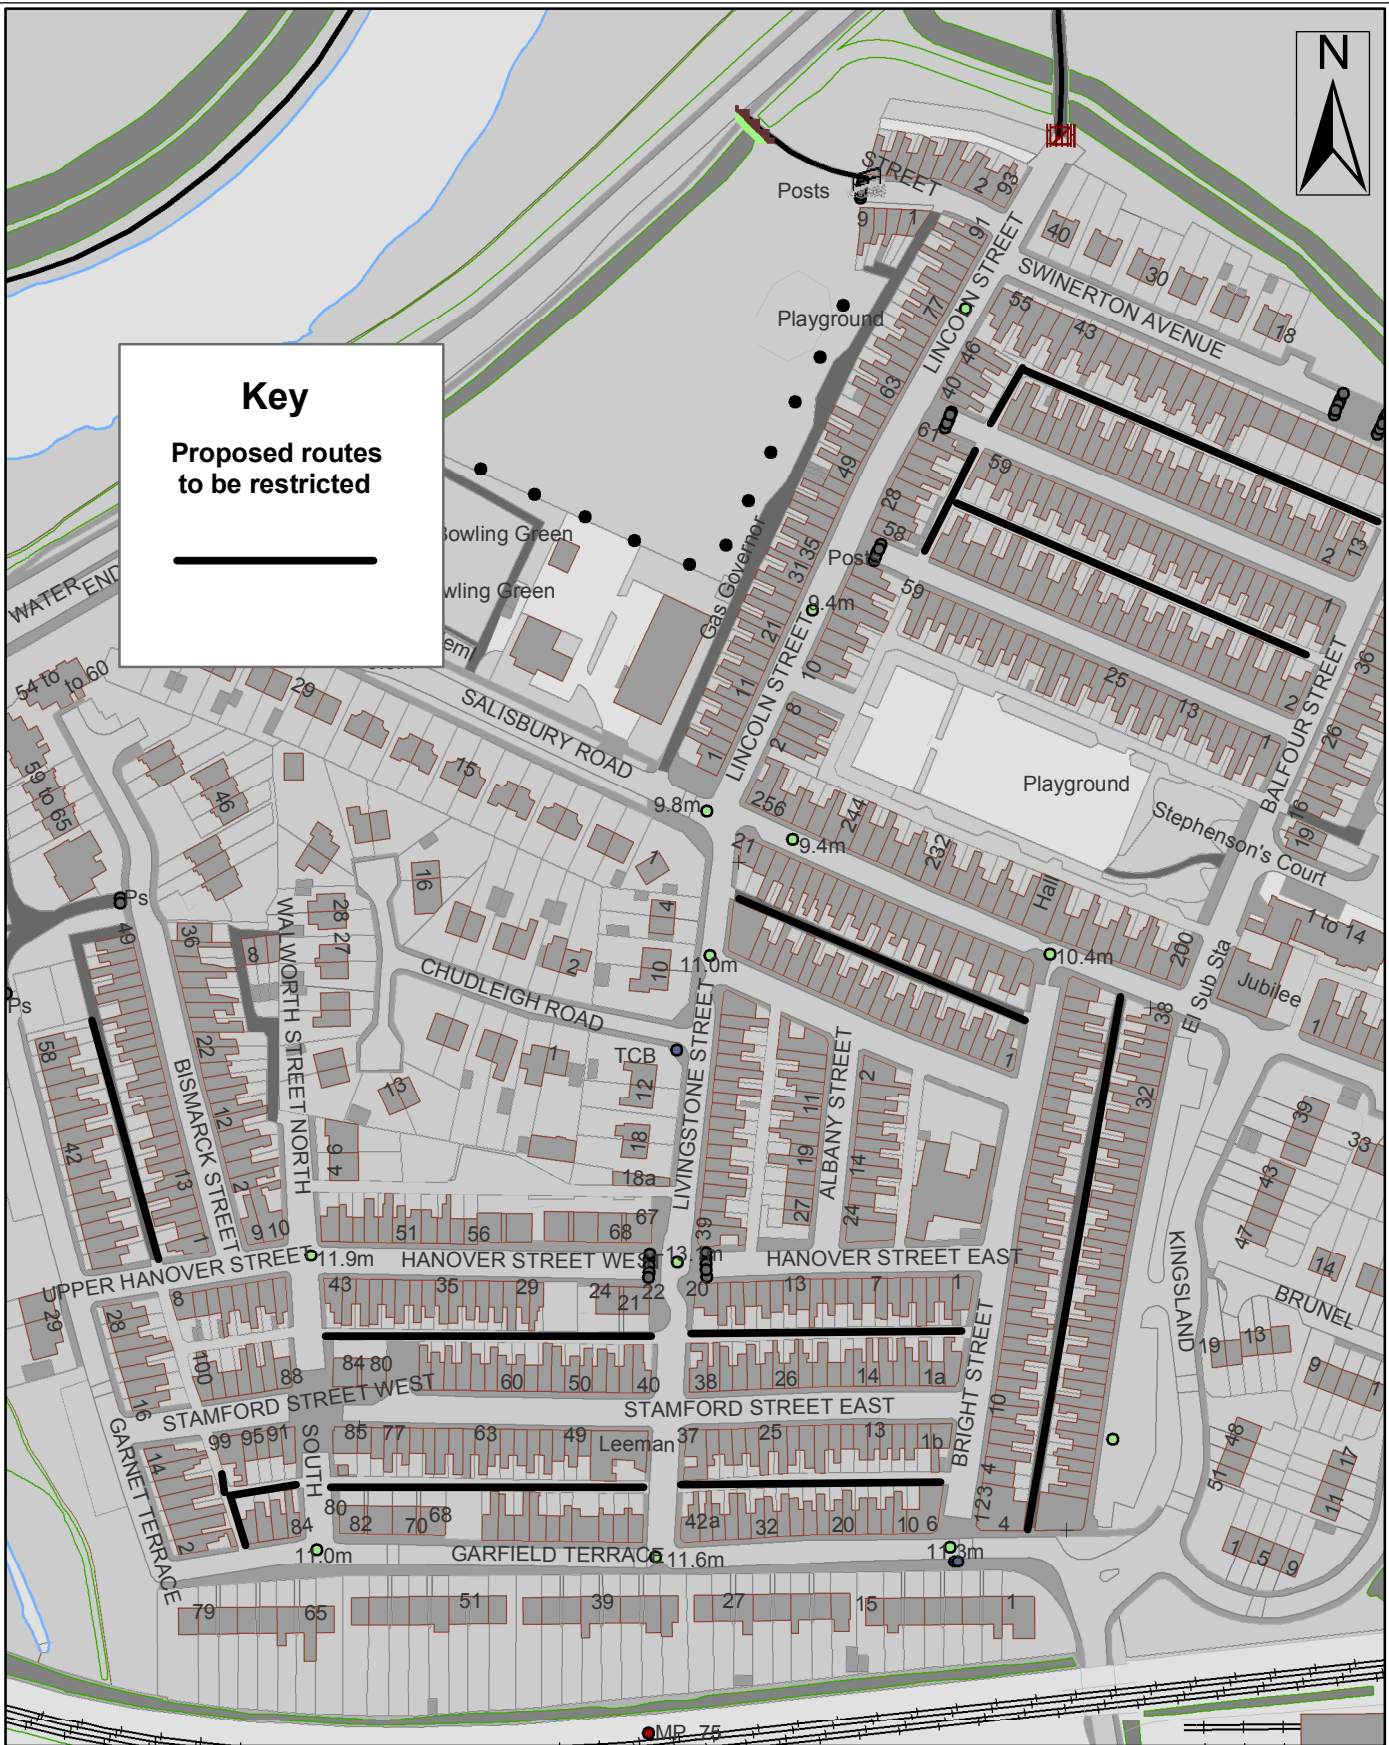 N
STREET
Posts
2
93
9
1
91
40
LINCOLN STREET
SWINERTON AVENUE
30
18
Playground
77
55
43
46
40
63
61
59
49
28
58
Key
Proposed routes
to be restricted
13
2
1
Bowling Green
wling Green
Gas Governor
3135
Post
59
9.4m
WATER END
21
10
11
25
13
2
1
36
26
BALFOUR STREET
54 to
to 60
29
SALISBURY ROAD
LINCOLN STREET
8
2
1
59 to 65
46
15
9.8m
256
244
232
Playground
Stephenson's Court
16
19
21
9.4m
1
16
Hall
4
Ps
49
36
8
28
27
WALWORTH STREET NORTH
2
10
11.0m
10.4m
200
1 to 14
Jubilee
El Sub Sta
CHUDLEIGH ROAD
Ps
58
22
BISMARCK STREET
13
1
TCB
12
LIVINGSTONE STREET
ALBANY STREET
2
11
1
38
32
1
39
33
42
12
13
2
1
9
10
6
4
18
18a
19
14
27
24
43
47
51
56
68
67
39
UPPER HANOVER STREET
11.9m
HANOVER STREET WEST
HANOVER STREET EAST
KINGSLAND
14
BRUNEL
29
28
8
43
35
29
24
21
22
20
13
7
1
19
13
9
1
100
88
84
80
60
50
40
38
26
14
1a
BRIGHT STREET
10
16
STAMFORD STREET WEST
STAMFORD STREET EAST
GARNET TERRACE
14
99
95
91
SOUTH
85
77
63
49
Leeman
37
25
13
1b
4
123
48
51
17
11
2
84
80
82
70
68
42a
32
20
10
6
4
1
5
9
11.0m
GARFIELD TERRACE
11.6m
79
65
51
39
27
15
1
MP